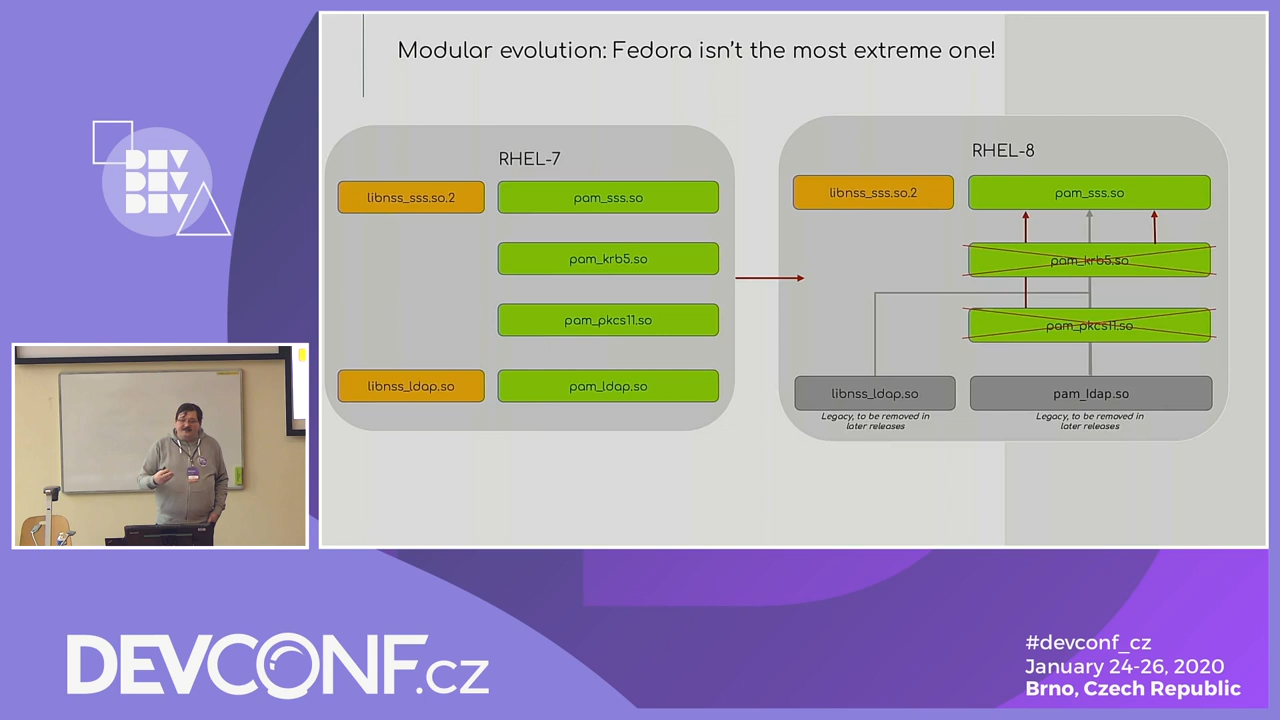 Modular evolution: Fedora isn't the most extreme one!
RHEL-7
libnss_sss.so.2
pam_sss.so
pam_krb5.so
pam_pkcs11.so
libnss_ldap.so
pam_ldap.so
RHEL-8
libnss_sss.so.2
pam_sss.so
pam_krb5.so
pam_pkcs11.so
libnss_ldap.so
Legacy, to be removed in
later releases
pam_ldap.so
Legacy, to be removed in
later releases
DEV
DEV
DEV
DEVCONF.cz
#devconf_cz
January 24-26, 2020
Brno, Czech Republic